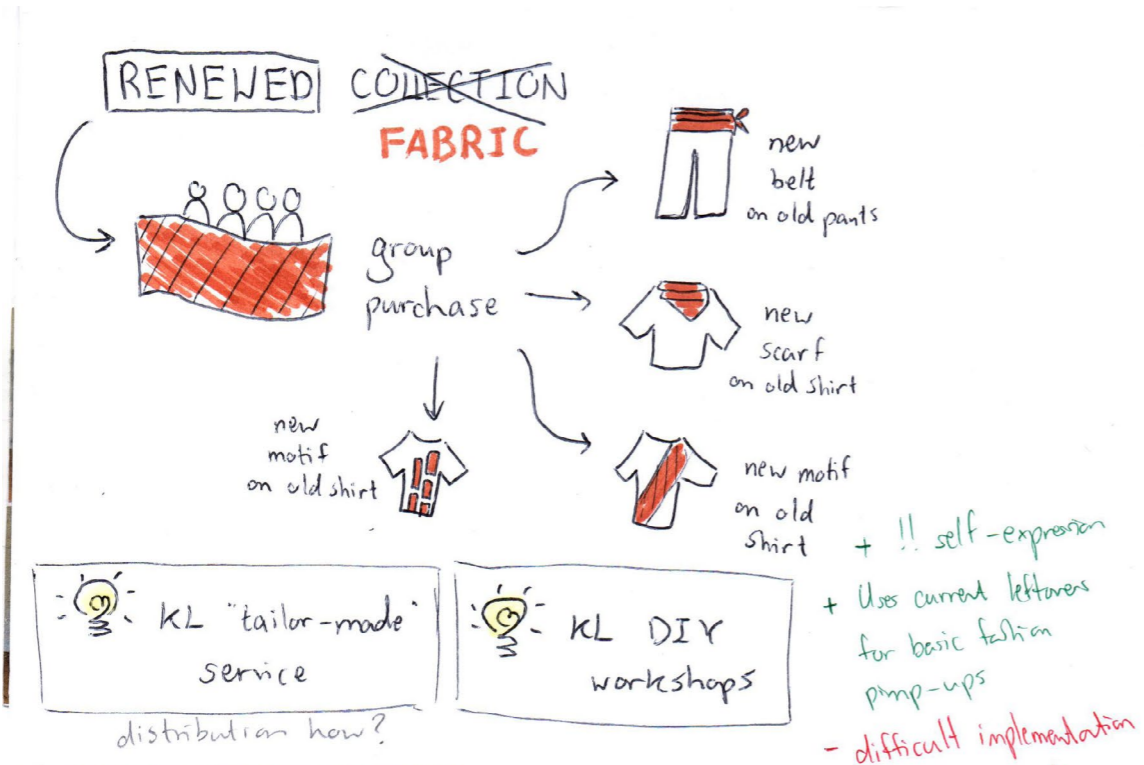 RENEWED COLLECTION
FABRIC
group
purchase
new
belt
on old pants
new
scarf
on old shirt
new
motif
on old shirt
new motif
on old
shirt
KL "tailor-made"
service
distribution how?
KL DIY
workshops
+ !! self-expression
+ Uses current leftovers
for basic fashion
pimp-ups
- difficult implementation